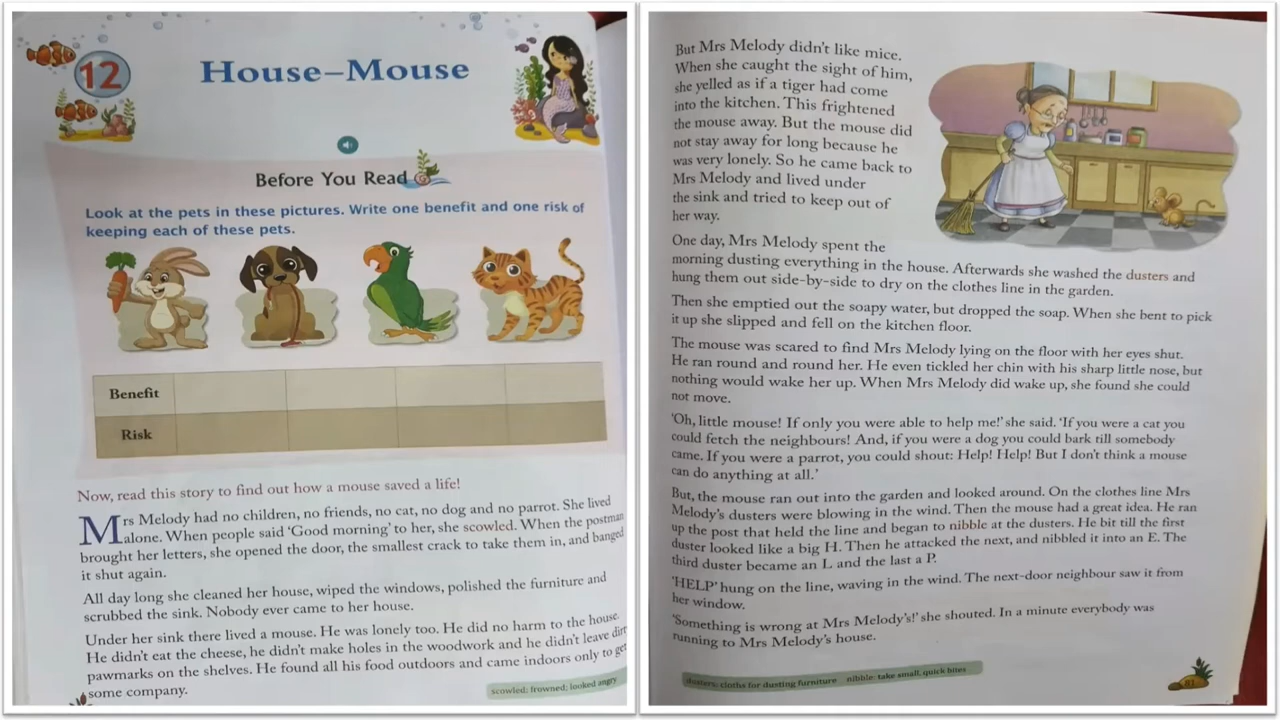 12
House–Mouse
Before You Read
Look at the pets in these pictures. Write one benefit and one risk of
keeping each of these pets.
Benefit
Risk
Now, read this story to find out how a mouse saved a life!
Mrs Melody had no children, no friends, no cat, no dog and no parrot. She lived
alone. When people said 'Good morning' to her, she scowled. When the postman
brought her letters, she opened the door, the smallest crack to take them in, and banged
it shut again.
All day long she cleaned her house, wiped the windows, polished the furniture and
scrubbed the sink. Nobody ever came to her house.
Under her sink there lived a mouse. He was lonely too. He did no harm to the house.
He didn't eat the cheese, he didn't make holes in the woodwork and he didn't leave dirt
pawmarks on the shelves. He found all his food outdoors and came indoors only to get
some company.
scowled: frowned; looked angry
But Mrs Melody didn't like mice.
When she caught the sight of him,
she yelled as if a tiger had come
into the kitchen. This frightened
the mouse away. But the mouse did
not stay away for long because he
was very lonely. So he came back to
Mrs Melody and lived under
the sink and tried to keep out of
her way.
One day, Mrs Melody spent the
morning dusting everything in the house. Afterwards she washed the dusters and
hung them out side-by-side to dry on the clothes line in the garden.
Then she emptied out the soapy water, but dropped the soap. When she bent to pick
it up she slipped and fell on the kitchen floor.
The mouse was scared to find Mrs Melody lying on the floor with her eyes shut.
He ran round and round her. He even tickled her chin with his sharp little nose, but
nothing would wake her up. When Mrs Melody did wake up, she found she could
not move.
'Oh, little mouse! If only you were able to help me!' she said. 'If you were a cat you
could fetch the neighbours! And, if you were a dog you could bark till somebody
came. If you were a parrot, you could shout: Help! Help! But I don't think a mouse
can do anything at all.'
But, the mouse ran out into the garden and looked around. On the clothes line Mrs
Melody's dusters were blowing in the wind. Then the mouse had a great idea. He ran
up the post that held the line and began to nibble at the dusters. He bit till the first
duster looked like a big H. Then he attacked the next, and nibbled it into an E. The
third duster became an L and the last a P.
'HELP' hung on the line, waving in the wind. The next-door neighbour saw it from
her window.
'Something is wrong at Mrs Melody's!' she shouted. In a minute everybody was
running to Mrs Melody's house.
dusters: cloths for dusting furniture nibble: take small, quick bites
81